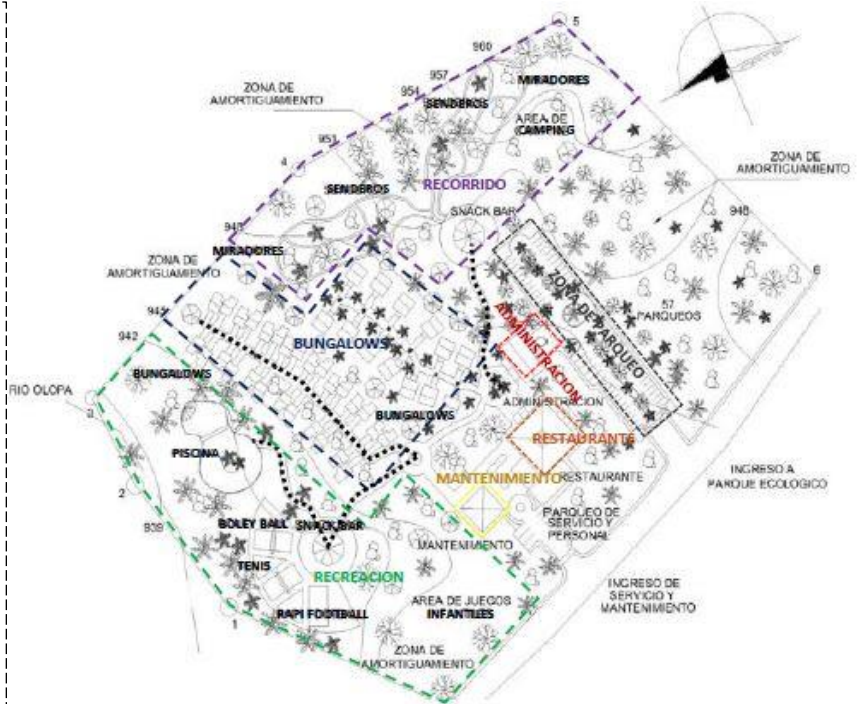 5
960
957
MIRADORES
ZONA DE
AMORTIGUAMIENTO
954
SENDEROS
AREA DE
CAMPING
951
4
ZONA DE
AMORTIGUAMIENTO
SENDEROS
RECORRIDO
SNACK BAR
948
MIRADORES
948
ZONA DE
AMORTIGUAMIENTO
6
57
PARQUEOS
ZONA DE PARQUEO
ADMINISTRACION
945
942
BUNGALOWS
BUNGALOWS
RIO OLOPA
3
ADMINISTRACION
BUNGALOWS
RESTAURANTE
PISCINA
MANTENIMIENTO
RESTAURANTE
INGRESO A
PARQUE ECOLOGICO
2
939
BOLEY BALL
SNACK BAR
PARQUEO DE
SERVICIO Y
PERSONAL
MANTENIMIENTO
TENIS
RECREACION
INGRESO DE
SERVICIO Y
MANTENIMIENTO
1
RAPI FOOTBALL
AREA DE JUEGOS
INFANTILES
ZONA DE
AMORTIGUAMIENTO